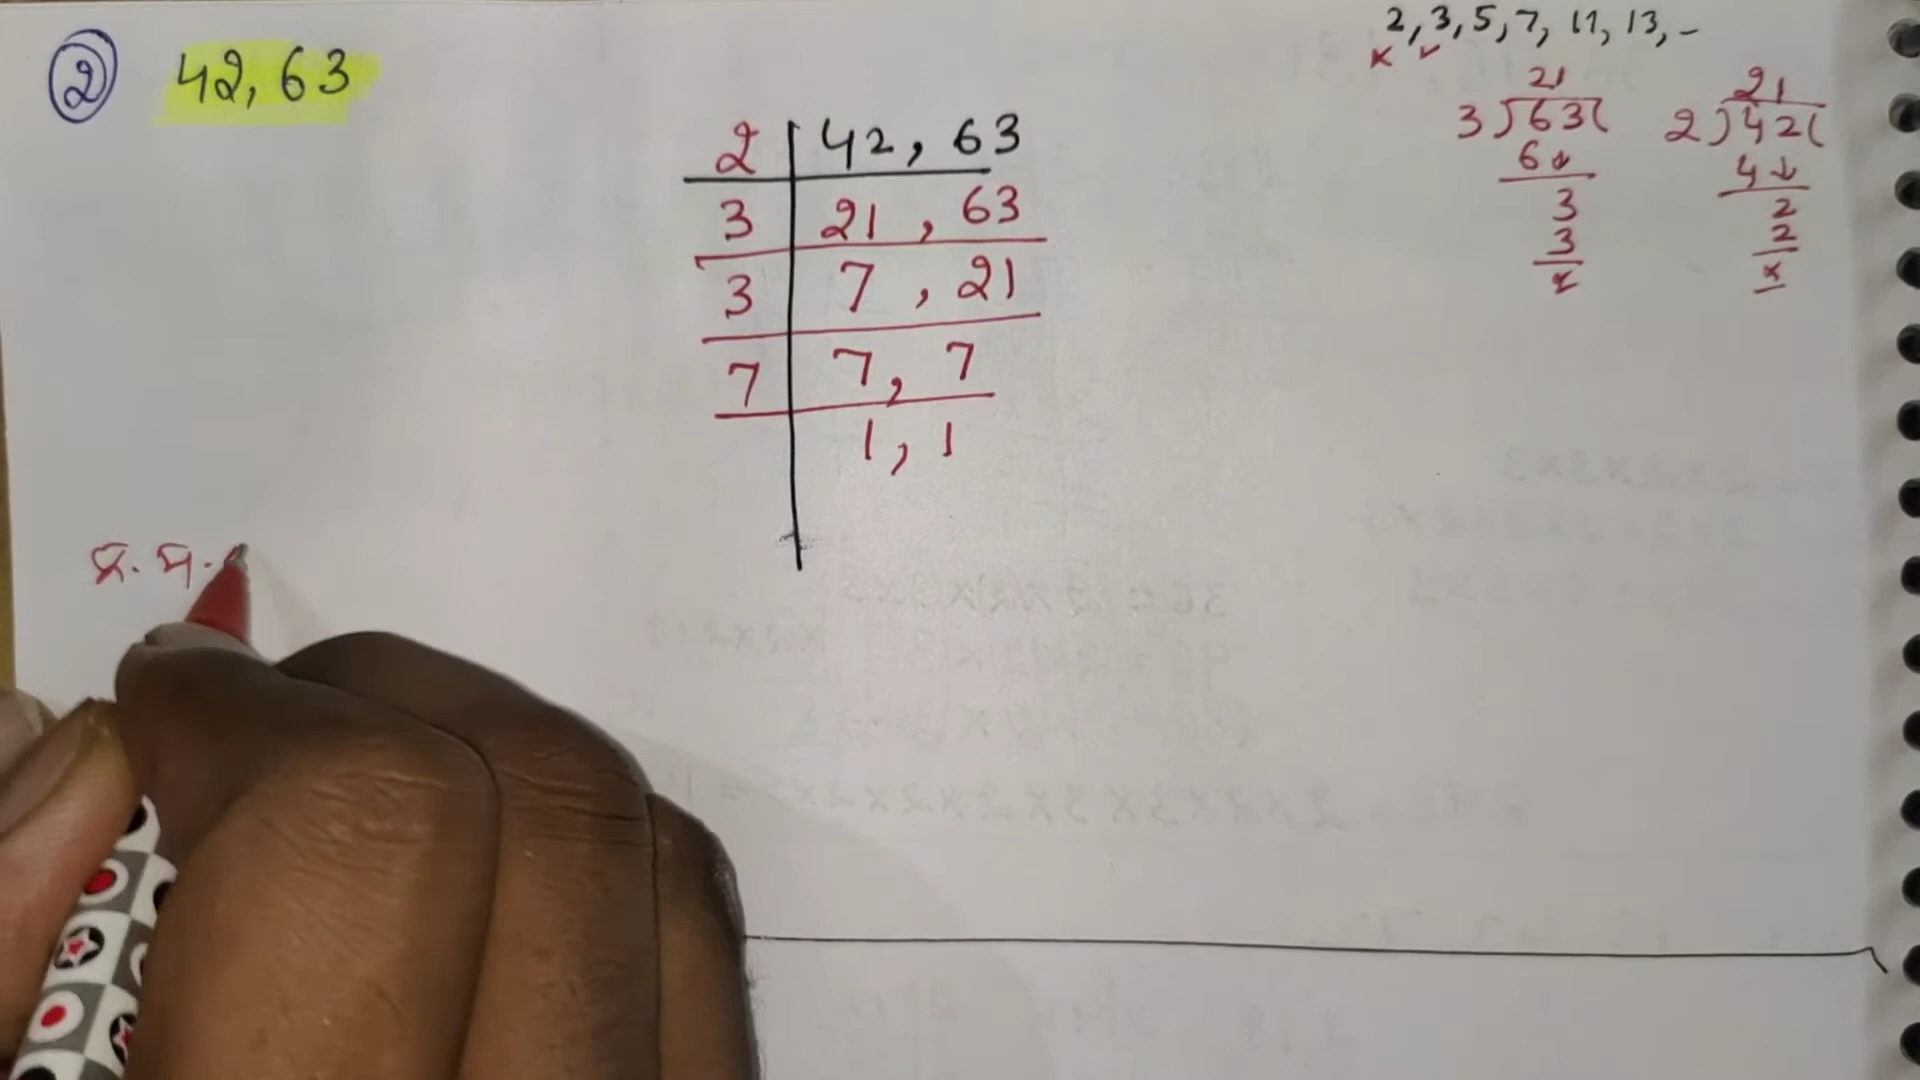 ② 42, 63
2, 3, 5, 7, 11, 13, -
× ✓
2 | 42, 63
3 | 21, 63
3 | 7, 21
7 | 7, 7
1, 1
21
3)63(
6↓
3
3
×
21
2)42(
4↓
2
2
×